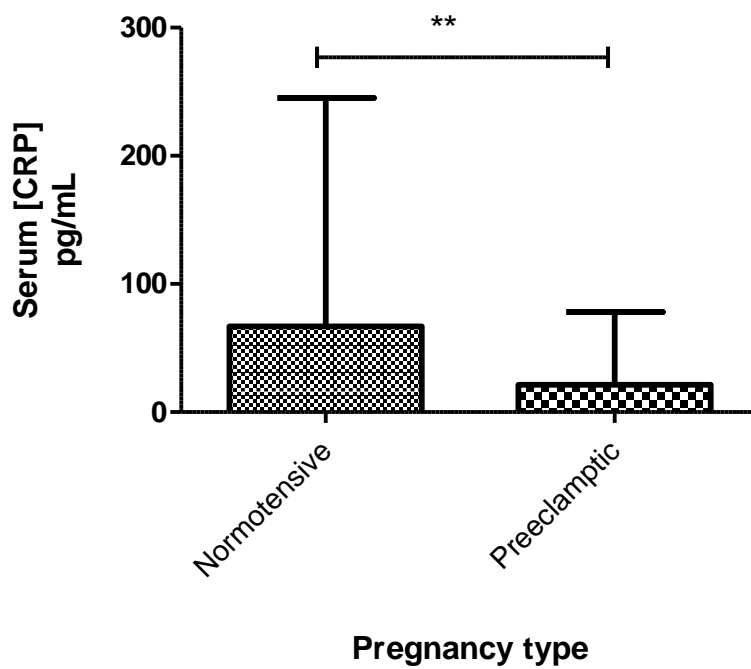 300
**
200
100
0
Serum [CRP]
pg/mL
Normotensive
Preeclamptic
Pregnancy type